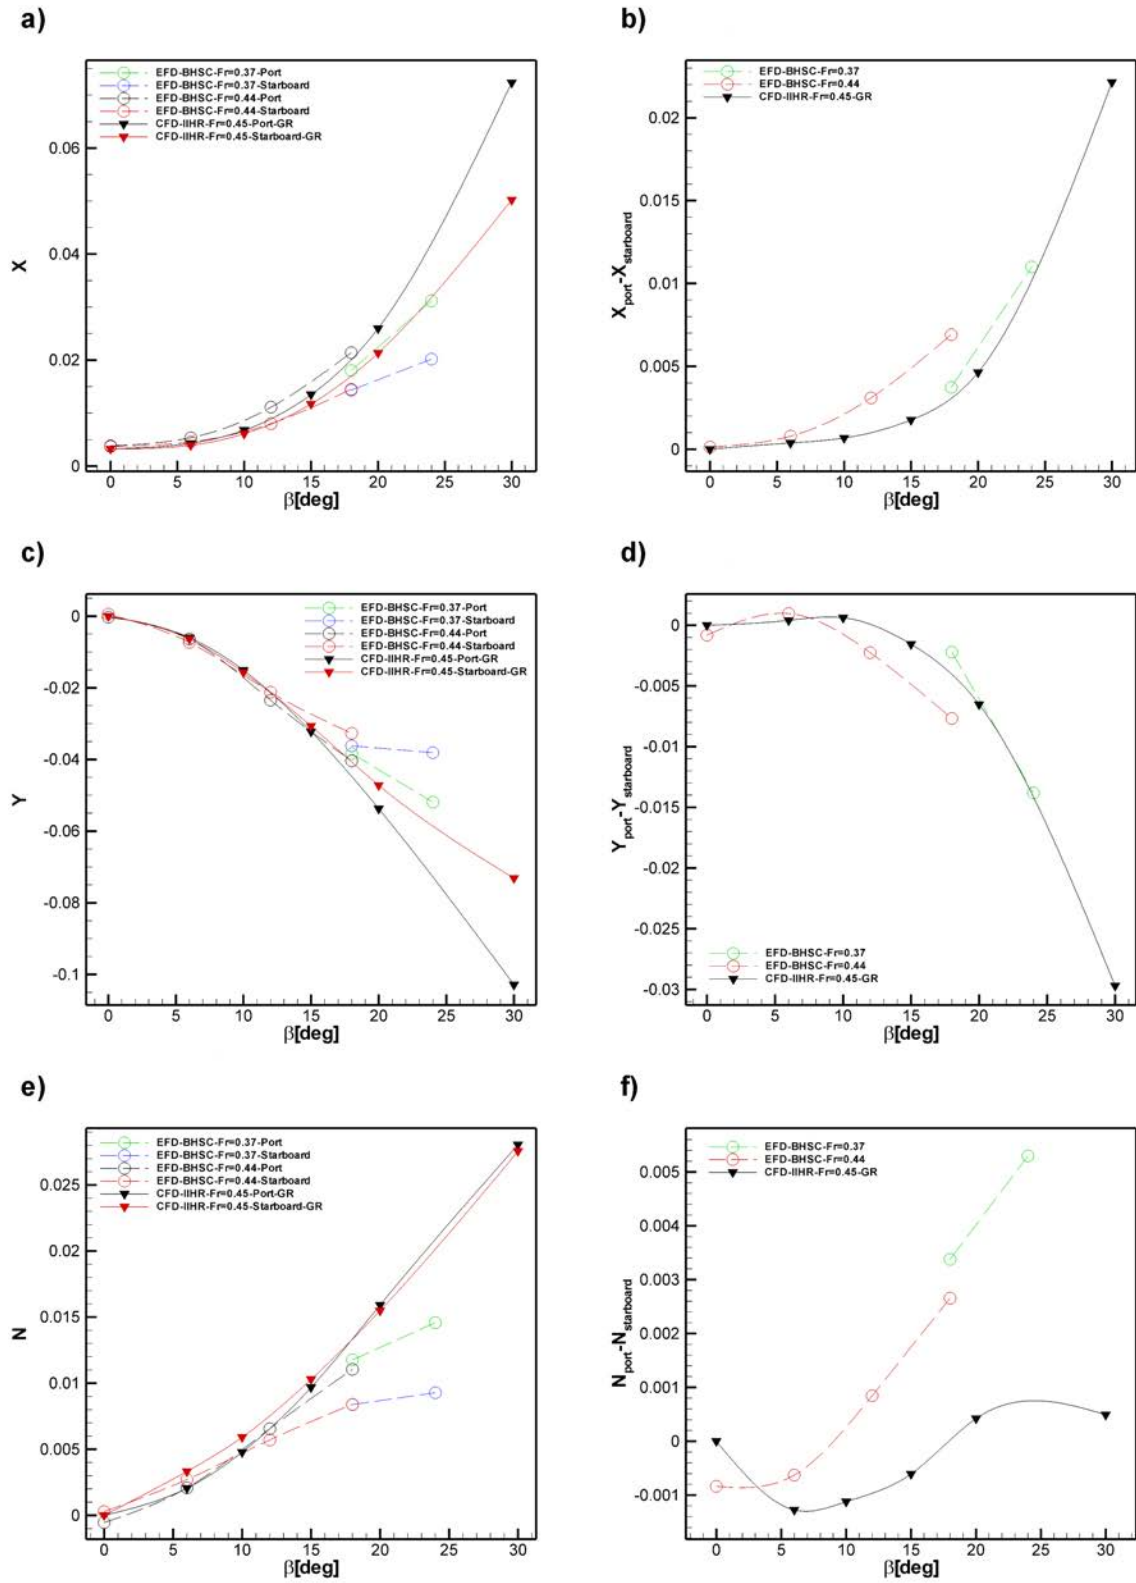 a)
EFD-BHSC-Fr=0.37-Port
EFD-BHSC-Fr=0.37-Starboard
EFD-BHSC-Fr=0.44-Port
EFD-BHSC-Fr=0.44-Starboard
CFD-IIHR-Fr=0.45-Port-GR
CFD-IIHR-Fr=0.45-Starboard-GR
0.06
0.04
0.02
0
X
0 5 10 15 20 25 30
β[deg]
b)
EFD-BHSC-Fr=0.37
EFD-BHSC-Fr=0.44
CFD-IIHR-Fr=0.45-GR
0.02
0.015
0.01
0.005
0
Xport-Xstarboard
0 5 10 15 20 25 30
β[deg]
c)
EFD-BHSC-Fr=0.37-Port
EFD-BHSC-Fr=0.37-Starboard
EFD-BHSC-Fr=0.44-Port
EFD-BHSC-Fr=0.44-Starboard
CFD-IIHR-Fr=0.45-Port-GR
CFD-IIHR-Fr=0.45-Starboard-GR
0
-0.02
-0.04
-0.06
-0.08
-0.1
Y
0 5 10 15 20 25 30
β[deg]
d)
0
-0.005
-0.01
-0.015
-0.02
-0.025
-0.03
Yport-Ystarboard
EFD-BHSC-Fr=0.37
EFD-BHSC-Fr=0.44
CFD-IIHR-Fr=0.45-GR
0 5 10 15 20 25 30
β[deg]
e)
EFD-BHSC-Fr=0.37-Port
EFD-BHSC-Fr=0.37-Starboard
EFD-BHSC-Fr=0.44-Port
EFD-BHSC-Fr=0.44-Starboard
CFD-IIHR-Fr=0.45-Port-GR
CFD-IIHR-Fr=0.45-Starboard-GR
0.025
0.02
0.015
0.01
0.005
0
N
0 5 10 15 20 25 30
β[deg]
f)
EFD-BHSC-Fr=0.37
EFD-BHSC-Fr=0.44
CFD-IIHR-Fr=0.45-GR
0.005
0.004
0.003
0.002
0.001
0
-0.001
Nport-Nstarboard
0 5 10 15 20 25 30
β[deg]